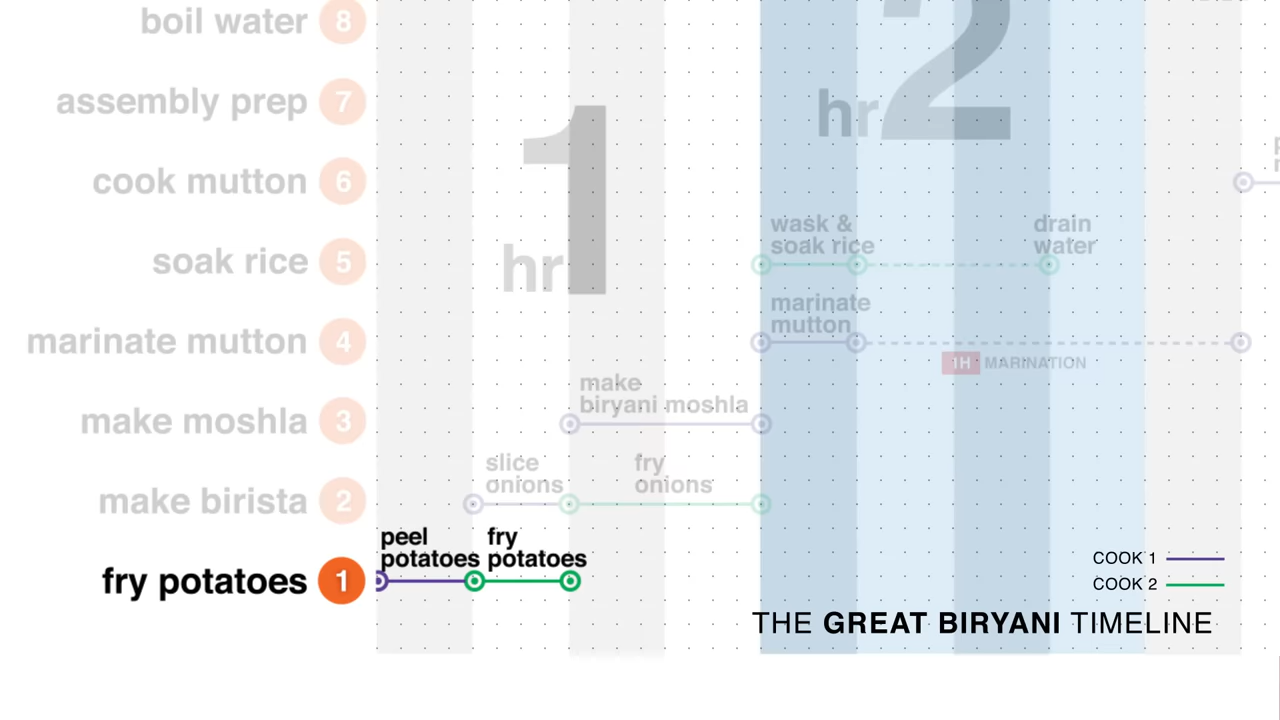 boil water 8
assembly prep 7
cook mutton 6
soak rice 5
marinate mutton 4
make moshla 3
make birista 2
fry potatoes 1
hr 1
hr 2
wask &
soak rice
drain
water
marinate
mutton
1H MARINATION
make
biryani moshla
slice
onions
fry
onions
peel
potatoes
fry
potatoes
COOK 1
COOK 2
THE GREAT BIRYANI TIMELINE